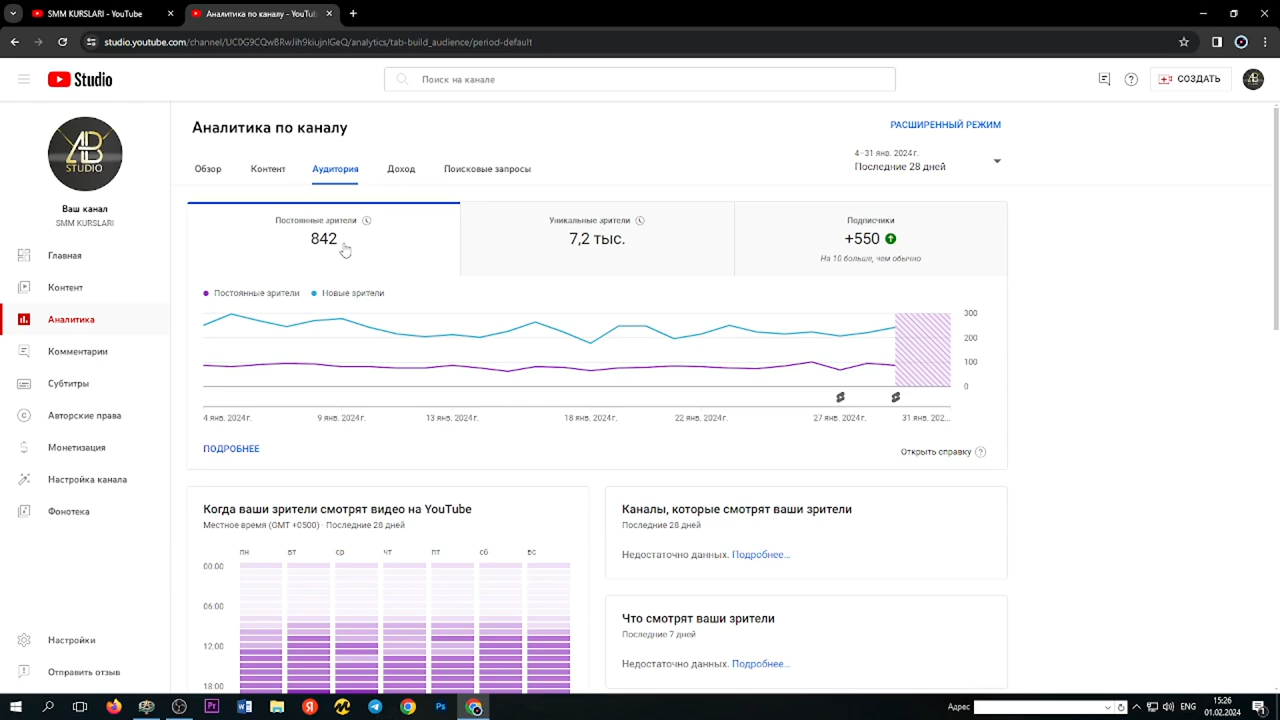 SMM KURSLARI - YouTube
Аналитика по каналу - YouTub
studio.youtube.com/channel/UC0G9CQwBRwJih9kiujnIGeQ/analytics/tab-build_audience/period-default
Studio
Поиск на канале
СОЗДАТЬ
AB
STUDIO
Ваш канал
SMM KURSLARI
Главная
Контент
Аналитика
Комментарии
Субтитры
Авторские права
Монетизация
Настройка канала
Фонотека
Настройки
Отправить отзыв
Аналитика по каналу
РАСШИРЕННЫЙ РЕЖИМ
Обзор Контент Аудитория Доход Поисковые запросы
4–31 янв. 2024 г.
Последние 28 дней
Постоянные зрители
842
Уникальные зрители
7,2 тыс.
Подписчики
+550
На 10 больше, чем обычно
Постоянные зрители Новые зрители
300
200
100
0
4 янв. 2024 г. 9 янв. 2024 г. 13 янв. 2024 г. 18 янв. 2024 г. 22 янв. 2024 г. 27 янв. 2024 г. 31 янв. 202...
ПОДРОБНЕЕ
Открыть справку
Когда ваши зрители смотрят видео на YouTube
Местное время (GMT +0500) · Последние 28 дней
пн вт ср чт пт сб вс
00:00
06:00
12:00
18:00
Каналы, которые смотрят ваши зрители
Последние 28 дней
Недостаточно данных. Подробнее...
Что смотрят ваши зрители
Последние 7 дней
Недостаточно данных. Подробнее...
Адрес
ENG
15:26
01.02.2024